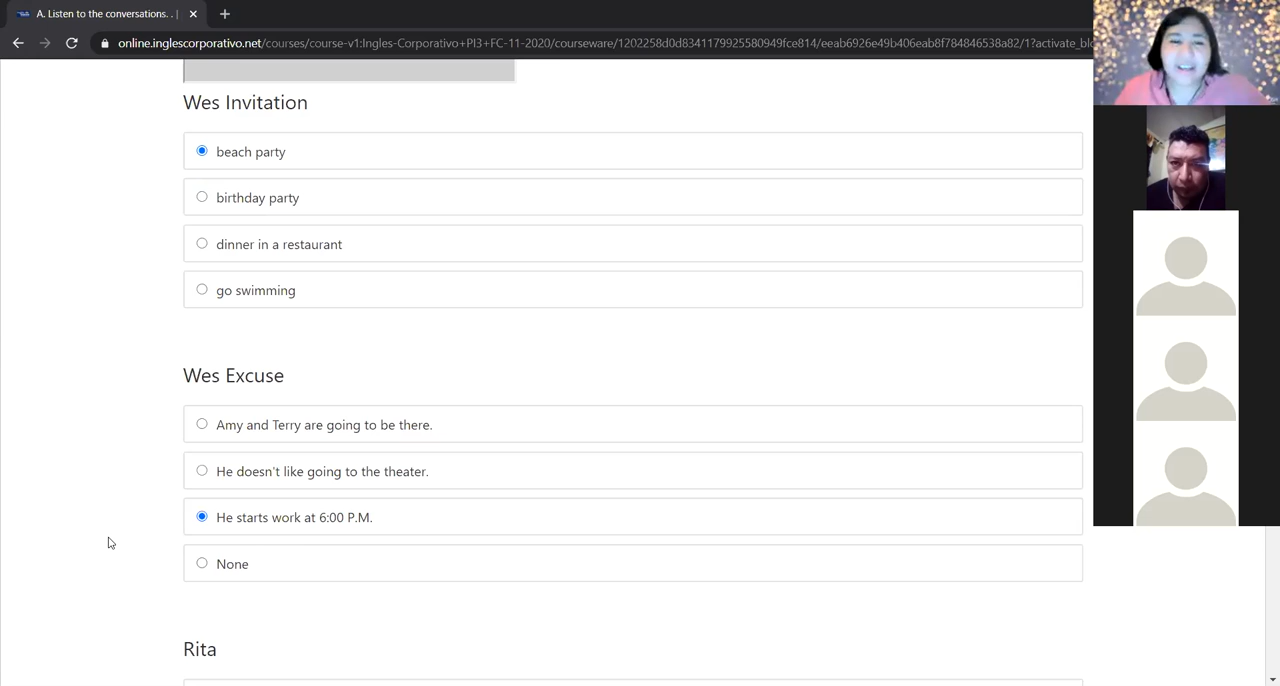 A. Listen to the conversations. . |
online.inglescorporativo.net/courses/course-v1:Ingles-Corporativo+PI3+FC-11-2020/courseware/1202258d0d8341179925580949fce814/eeab6926e49b406eab8f784846538a82/1?activate_blo
Wes Invitation
beach party
birthday party
dinner in a restaurant
go swimming
Wes Excuse
Amy and Terry are going to be there.
He doesn't like going to the theater.
He starts work at 6:00 P.M.
None
Rita